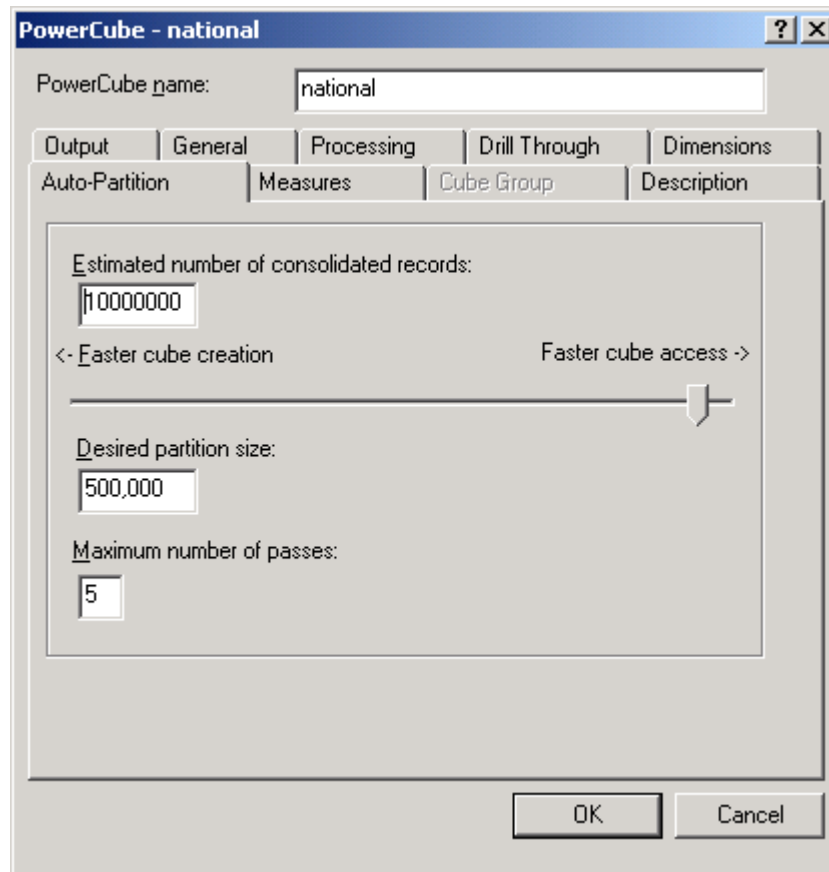 PowerCube - national
PowerCube name: national
Output General Processing Drill Through Dimensions
Auto-Partition Measures Cube Group Description
Estimated number of consolidated records:
10000000
<- Faster cube creation Faster cube access ->
Desired partition size:
500,000
Maximum number of passes:
5
OK Cancel